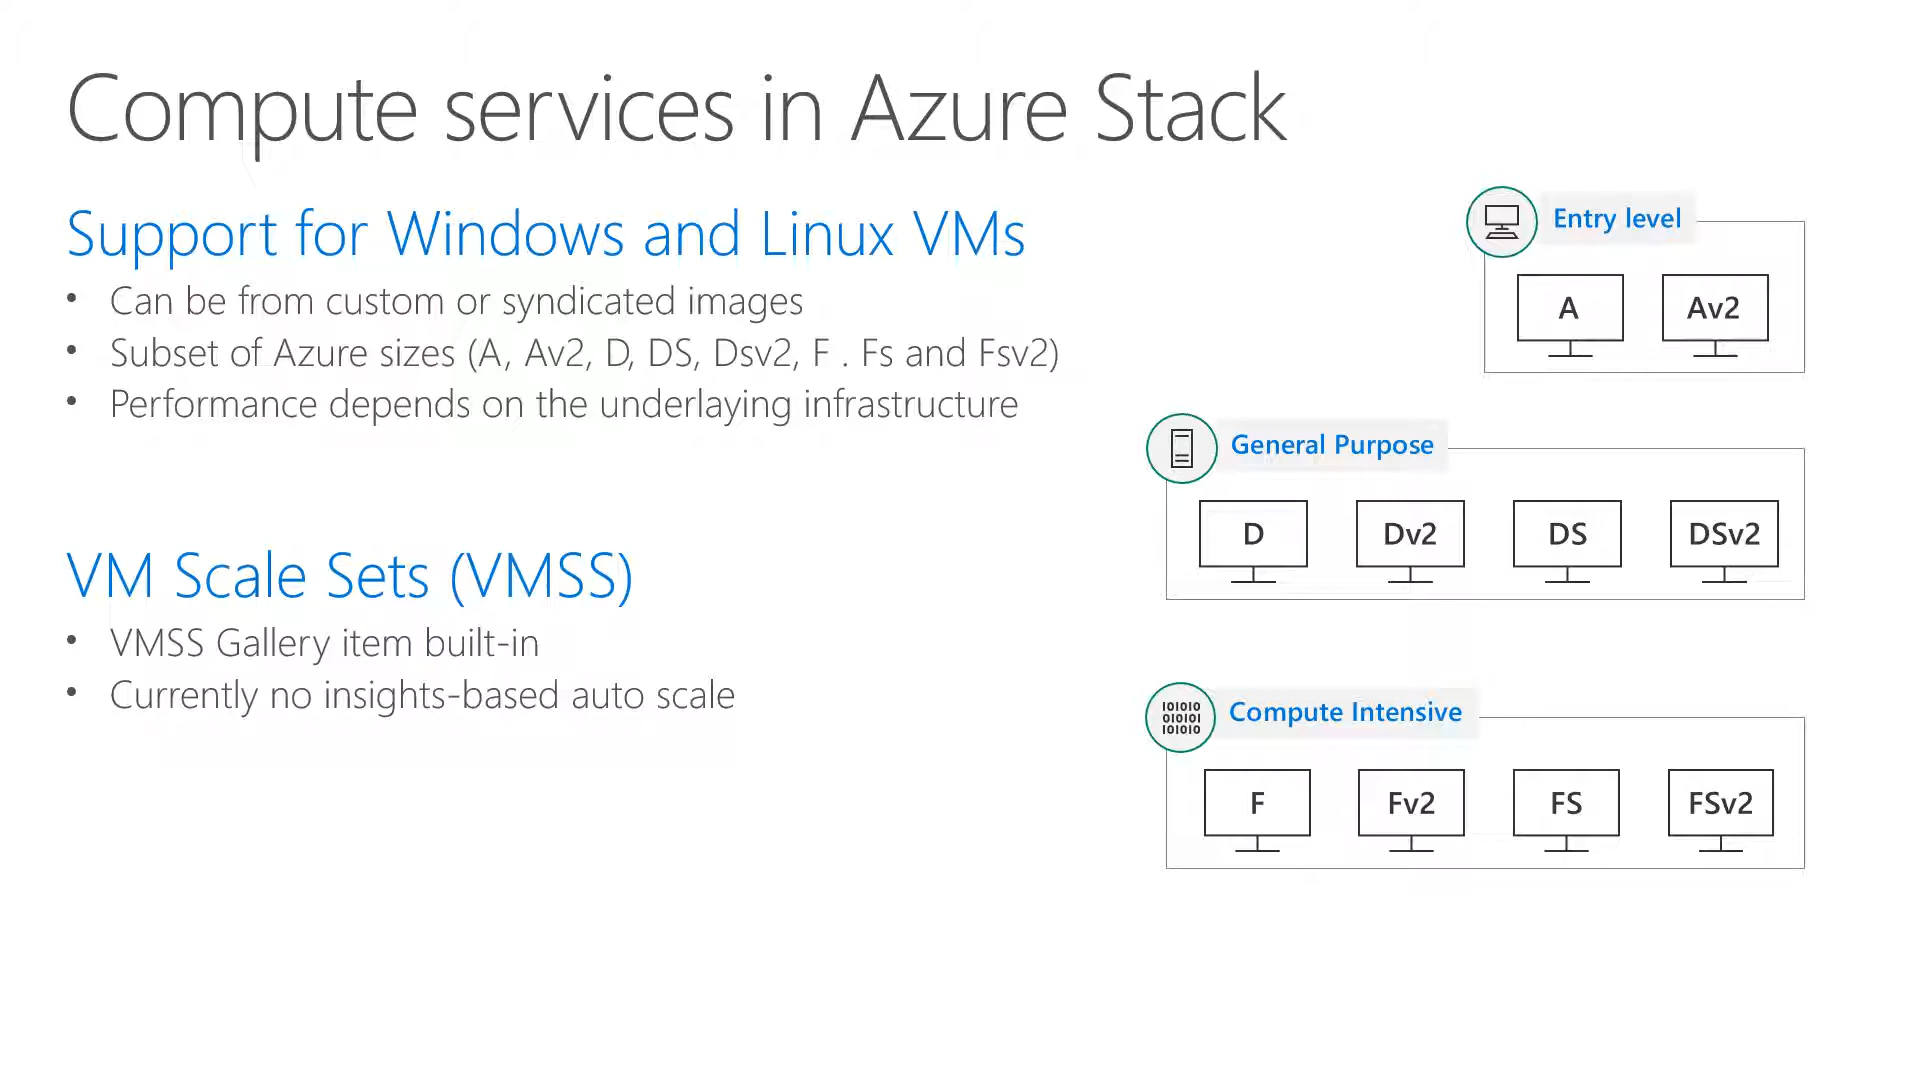 Compute services in Azure Stack
Support for Windows and Linux VMs
• Can be from custom or syndicated images
• Subset of Azure sizes (A, Av2, D, DS, Dsv2, F . Fs and Fsv2)
• Performance depends on the underlaying infrastructure
VM Scale Sets (VMSS)
• VMSS Gallery item built-in
• Currently no insights-based auto scale
Entry level
A Av2
General Purpose
D Dv2 DS DSv2
IOIOIO
OIOIOI
IOIOIO
Compute Intensive
F Fv2 FS FSv2